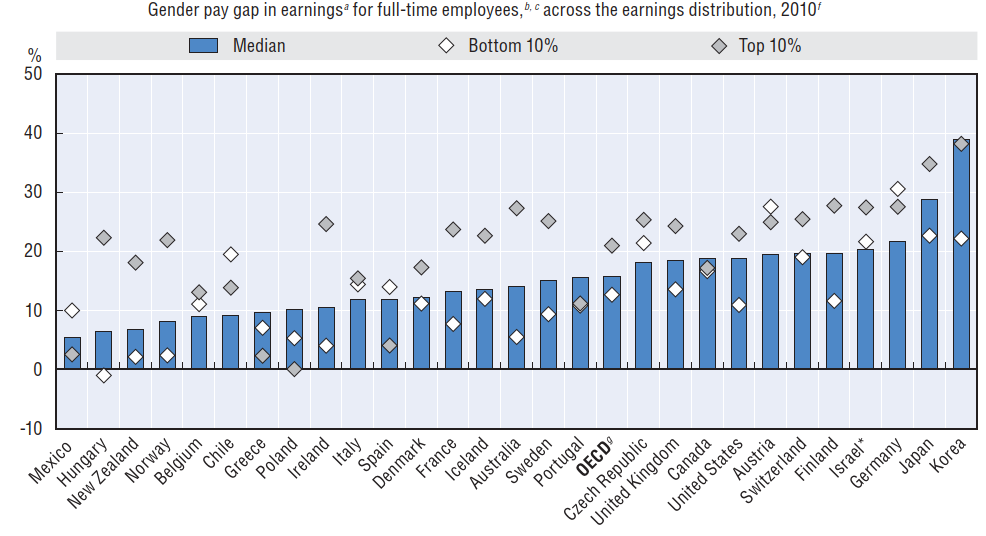 Gender pay gap in earningsᵃ for full-time employees,ᵇ, ᶜ across the earnings distribution, 2010ᶠ
Median
Bottom 10%
Top 10%
%
50
40
30
20
10
0
-10
Mexico
Hungary
New Zealand
Norway
Belgium
Chile
Greece
Poland
Ireland
Italy
Spain
Denmark
France
Iceland
Australia
Sweden
Portugal
OECDᵍ
Czech Republic
United Kingdom
Canada
United States
Austria
Switzerland
Finland
Israel*
Germany
Japan
Korea